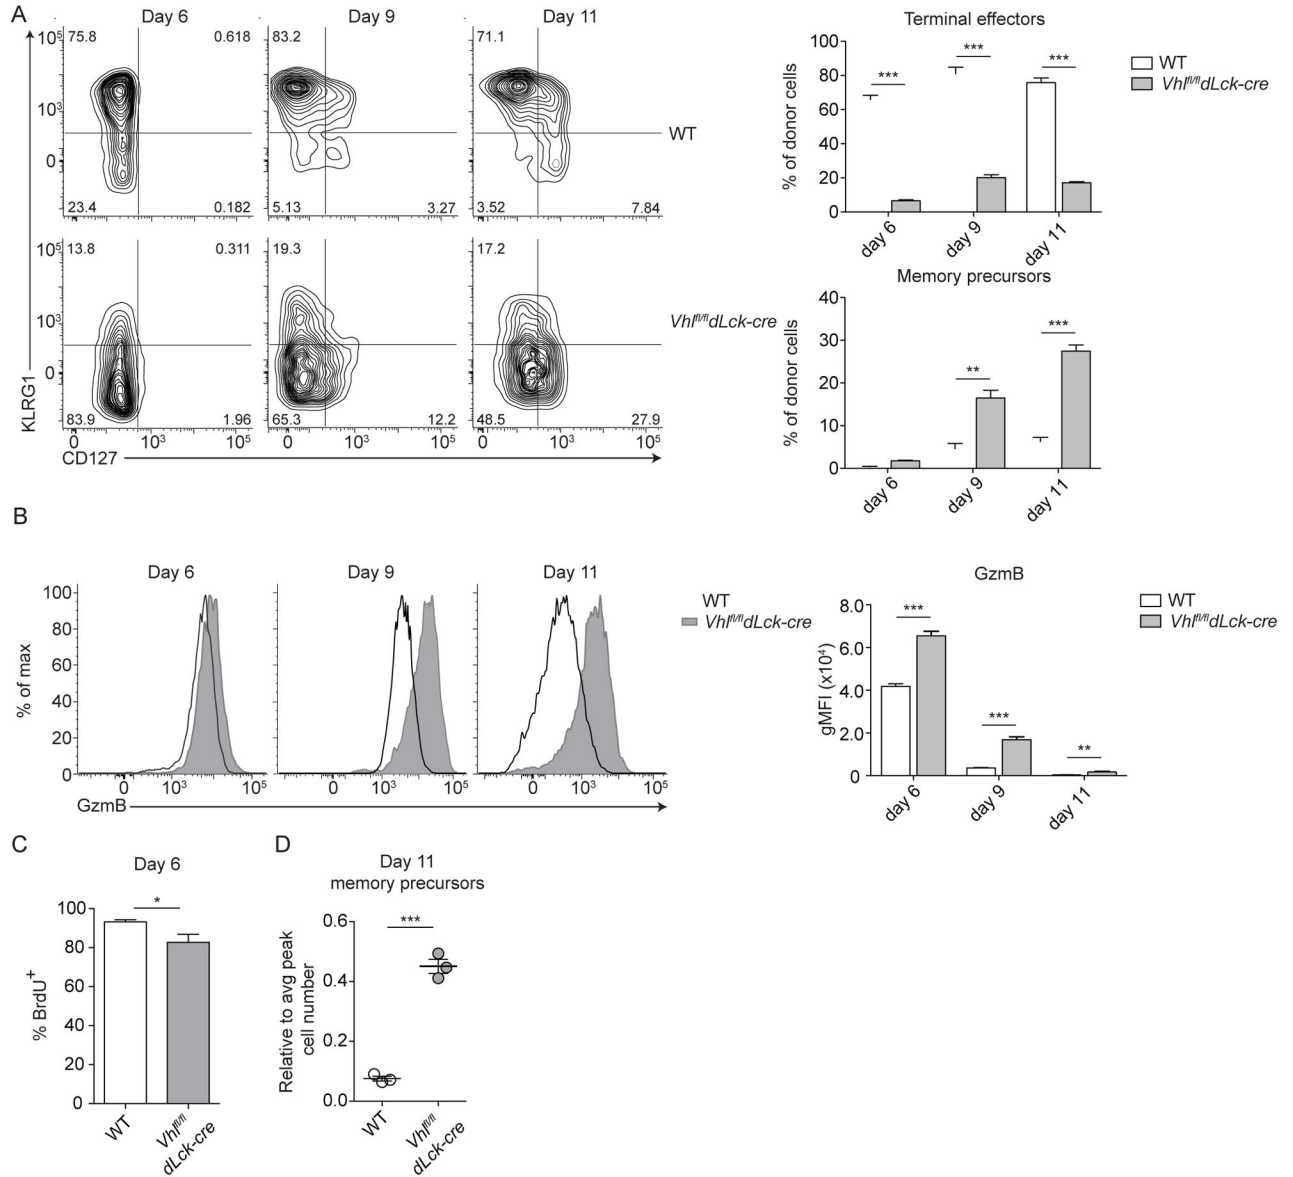 A
Day 6
Day 9
Day 11
10⁵
75.8
0.618
83.2
71.1
10³
0
23.4
0.182
5.13
3.27
3.52
7.84
WT
10⁵
13.8
0.311
19.3
17.2
10³
0
83.9
1.96
65.3
12.2
48.5
27.9
Vhlfl/fldLck-cre
0
10³
10⁵
0
10³
10⁵
0
10³
10⁵
KLRG1
CD127
Terminal effectors
% of donor cells
100
80
60
40
20
0
***
***
***
day 6
day 9
day 11
WT
Vhlfl/fldLck-cre
Memory precursors
% of donor cells
40
30
20
10
0
**
***
day 6
day 9
day 11
B
Day 6
Day 9
Day 11
% of max
100
80
60
40
20
0
0
10³
10⁵
0
10³
10⁵
0
10³
10⁵
GzmB
WT
Vhlfl/fldLck-cre
GzmB
gMFI (x10⁴)
8.0
6.0
4.0
2.0
0
***
***
**
day 6
day 9
day 11
WT
Vhlfl/fldLck-cre
C
Day 6
% BrdU⁺
100
80
60
40
20
0
*
WT
Vhlfl/fl
dLck-cre
D
Day 11
memory precursors
Relative to avg peak
cell number
0.6
0.4
0.2
0.0
***
WT
Vhlfl/fl
dLck-cre